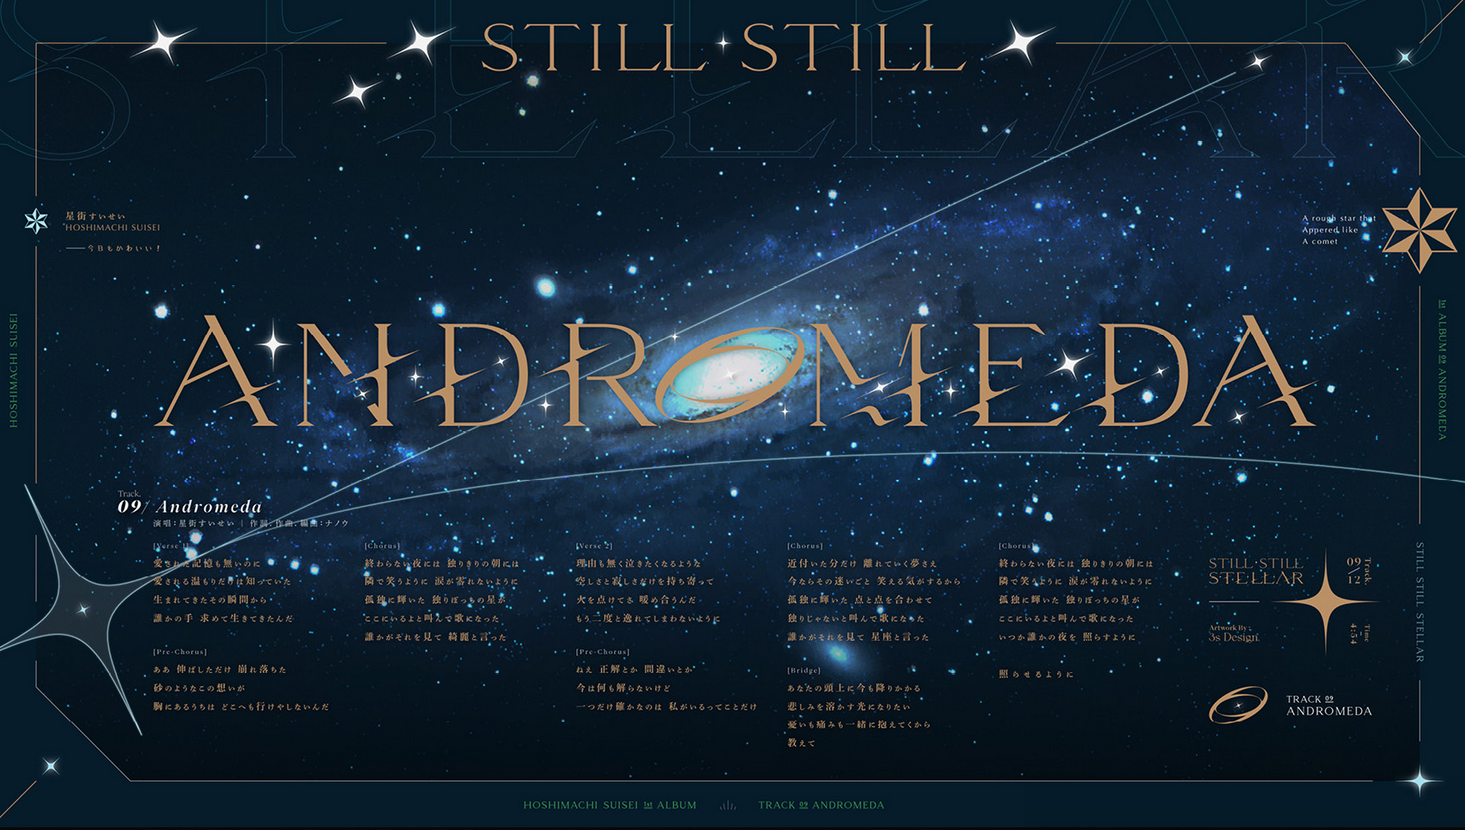 STELLAR
STILL STILL
星街すいせい
HOSHIMACHI SUISEI
今日もかわいい！
A rough star that
Appered like
A comet
HOSHIMACHI SUISEI
1st ALBUM 09 ANDROMEDA
ANDROMEDA
Track.
09/ Andromeda
演唱：星街すいせい | 作詞. 作曲. 編曲：ナノウ
[Verse 1]
愛された記憶も無いのに
愛される温もりだけは知っていた
生まれてきたその瞬間から
誰かの手 求めて生きてきたんだ
[Pre-Chorus]
ああ 伸ばしただけ 崩れ落ちた
砂のようなこの想いが
胸にあるうちは どこへも行けやしないんだ
[Chorus]
終わらない夜には 独りきりの朝には
隣で笑うように 涙が零れないように
孤独に輝いた 独りぼっちの星が
ここにいるよと叫んで歌になった
誰かがそれを見て 綺麗と言った
[Verse 2]
理由も無く泣きたくなるような
空しさと寂しさだけを持ち寄って
火を点けてさ 暖め合うんだ
もう二度と逸れてしまわないように
[Pre-Chorus]
ねえ 正解とか 間違いとか
今は何も解らないけど
一つだけ確かなのは 私がいるってことだけ
[Chorus]
近付いた分だけ 離れていく夢さえ
今ならその迷いごと 笑える気がするから
孤独に輝いた 点と点を合わせて
独りじゃないと叫んで歌になった
誰かがそれを見て 星座と言った
[Bridge]
あなたの頭上に今も降りかかる
悲しみを溶かす光になりたい
憂いも痛みも一緒に抱えてくから
教えて
[Chorus]
終わらない夜には 独りきりの朝には
隣で笑うように 涙が零れないように
孤独に輝いた 独りぼっちの星が
ここにいるよと叫んで歌になった
いつか誰かの夜を 照らすように
照らせるように
STILL·STILL
STELLAR
Artwork By :
3s Design.
Track.
09
12
Time
4:54
STILL STILL STELLAR
TRACK 09
ANDROMEDA
HOSHIMACHI SUISEI 1st ALBUM
TRACK 09 ANDROMEDA